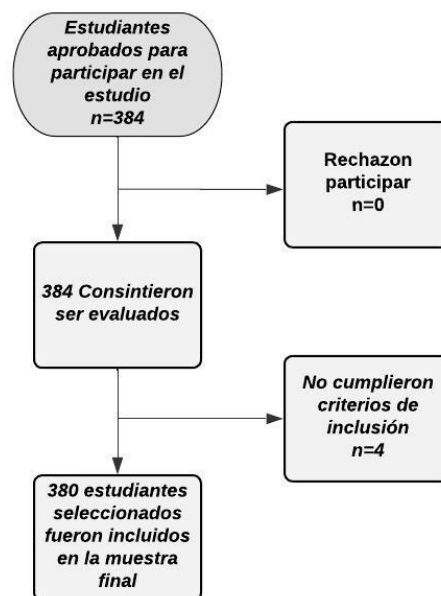 Estudiantes
aprobados para
participar en el
estudio
n=384
Rechazon
participar
n=0
384 Consintieron
ser evaluados
No cumplieron
criterios de
inclusión
n=4
380 estudiantes
seleccionados
fueron incluidos
en la muestra
final